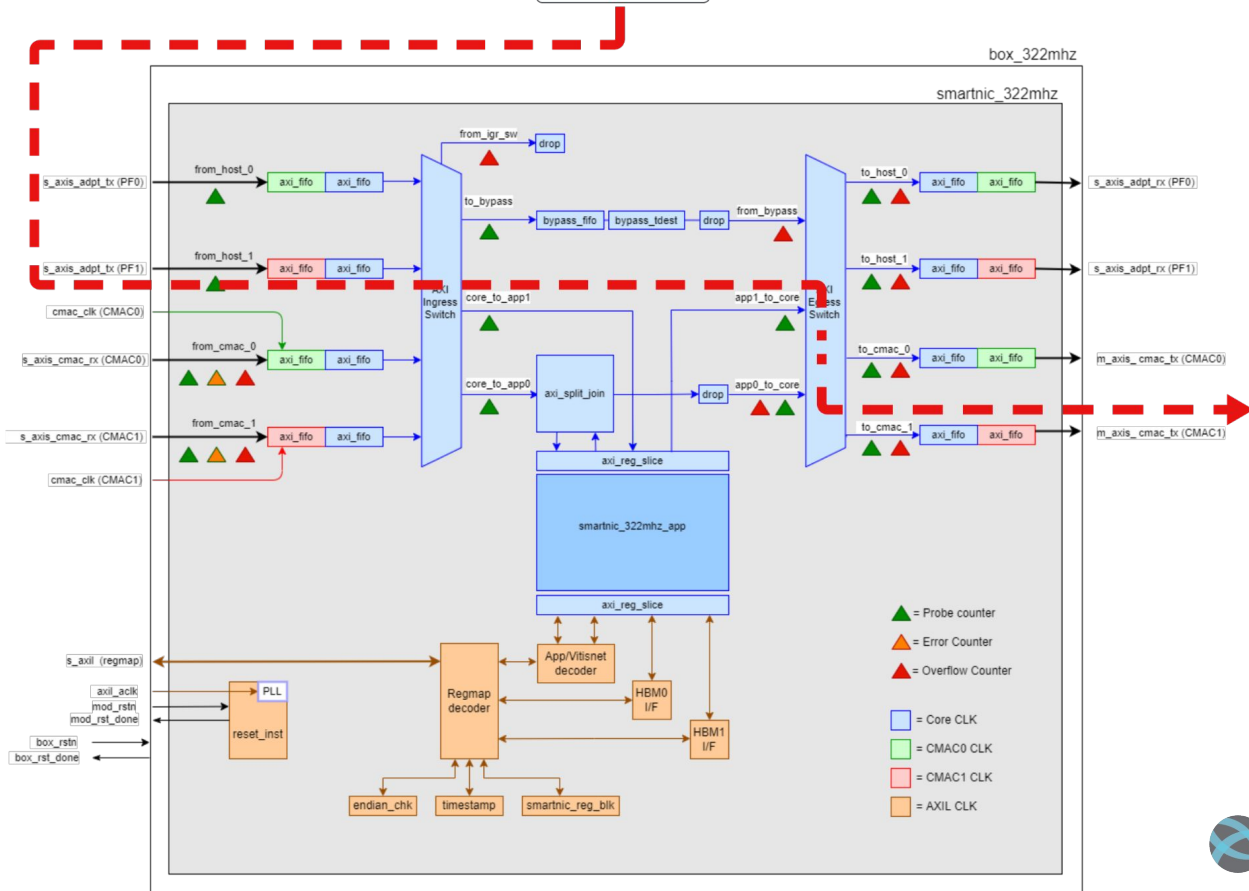 box_322mhz
smartnic_322mhz
from_igr_sw
drop
from_host_0
s_axis_adpt_tx (PF0)
axi_fifo
axi_fifo
to_host_0
axi_fifo
axi_fifo
s_axis_adpt_rx (PF0)
to_bypass
bypass_fifo
bypass_tdest
drop
from_bypass
from_host_1
s_axis_adpt_tx (PF1)
axi_fifo
axi_fifo
to_host_1
axi_fifo
axi_fifo
s_axis_adpt_rx (PF1)
Ingress
Switch
Switch
core_to_app1
app1_to_core
cmac_clk (CMAC0)
from_cmac_0
s_axis_cmac_rx (CMAC0)
axi_fifo
axi_fifo
to_cmac_0
axi_fifo
axi_fifo
m_axis_cmac_tx (CMAC0)
core_to_app0
axi_split_join
drop
app0_to_core
from_cmac_1
s_axis_cmac_rx (CMAC1)
axi_fifo
axi_fifo
to_cmac_1
axi_fifo
axi_fifo
m_axis_cmac_tx (CMAC1)
cmac_clk (CMAC1)
axi_reg_slice
smartnic_322mhz_app
axi_reg_slice
= Probe counter
= Error Counter
= Overflow Counter
s_axil (regmap)
Regmap
decoder
App/Vitisnet
decoder
HBM0
I/F
HBM1
I/F
axil_aclk
mod_rstn
mod_rst_done
PLL
reset_inst
box_rstn
box_rst_done
endian_chk
timestamp
smartnic_reg_blk
= Core CLK
= CMAC0 CLK
= CMAC1 CLK
= AXIL CLK